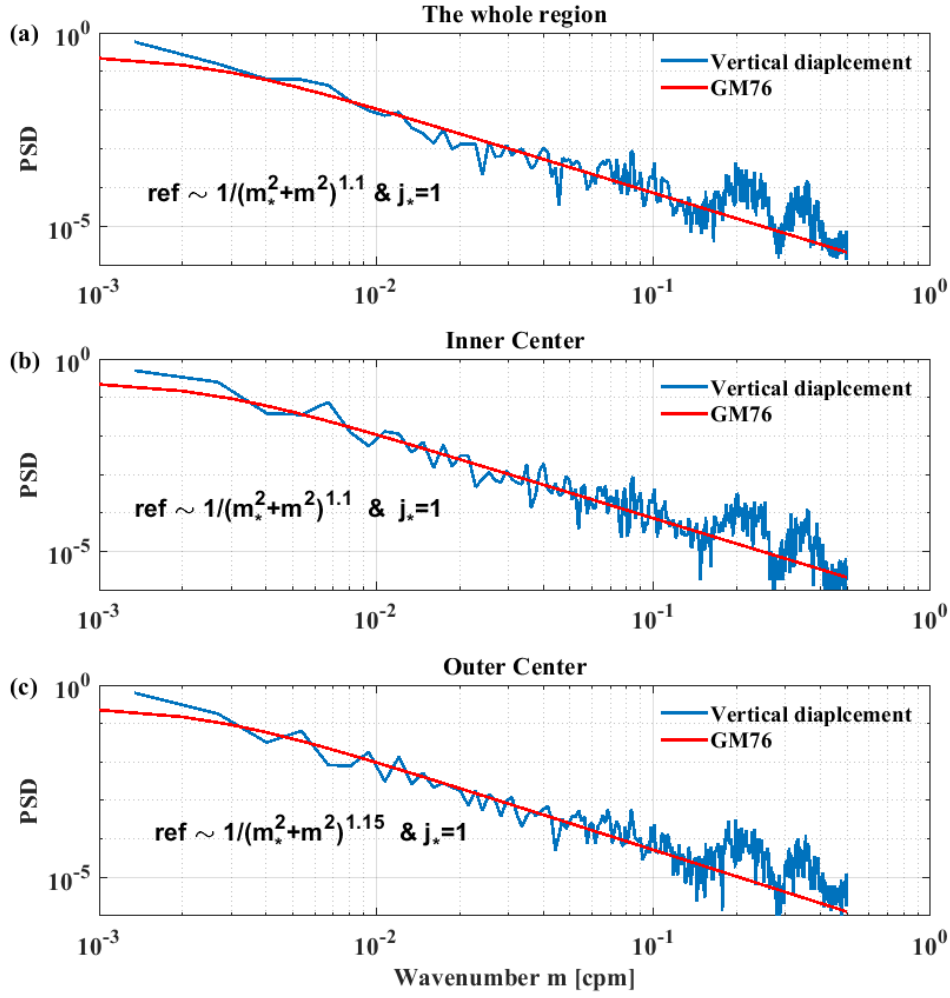 The whole region
(a)
10^0
Vertical diaplcement
GM76
PSD
ref ∼ 1/(m_*^2+m^2)^1.1 & j_*=1
10^-5
10^-3 10^-2 10^-1 10^0
Inner Center
(b)
10^0
Vertical diaplcement
GM76
PSD
ref ∼ 1/(m_*^2+m^2)^1.1 & j_*=1
10^-5
10^-3 10^-2 10^-1 10^0
Outer Center
(c)
10^0
Vertical diaplcement
GM76
PSD
ref ∼ 1/(m_*^2+m^2)^1.15 & j_*=1
10^-5
10^-3 10^-2 10^-1 10^0
Wavenumber m [cpm]